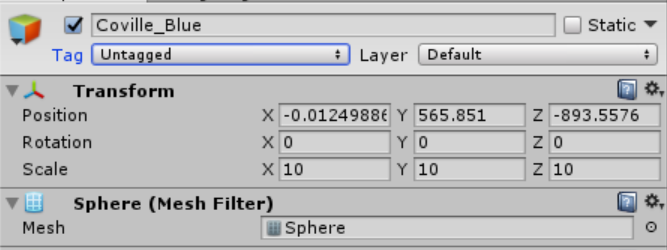 Coville_Blue Static
Tag Untagged Layer Default
Transform
Position X -0.01249886 Y 565.851 Z -893.5576
Rotation X 0 Y 0 Z 0
Scale X 10 Y 10 Z 10
Sphere (Mesh Filter)
Mesh Sphere